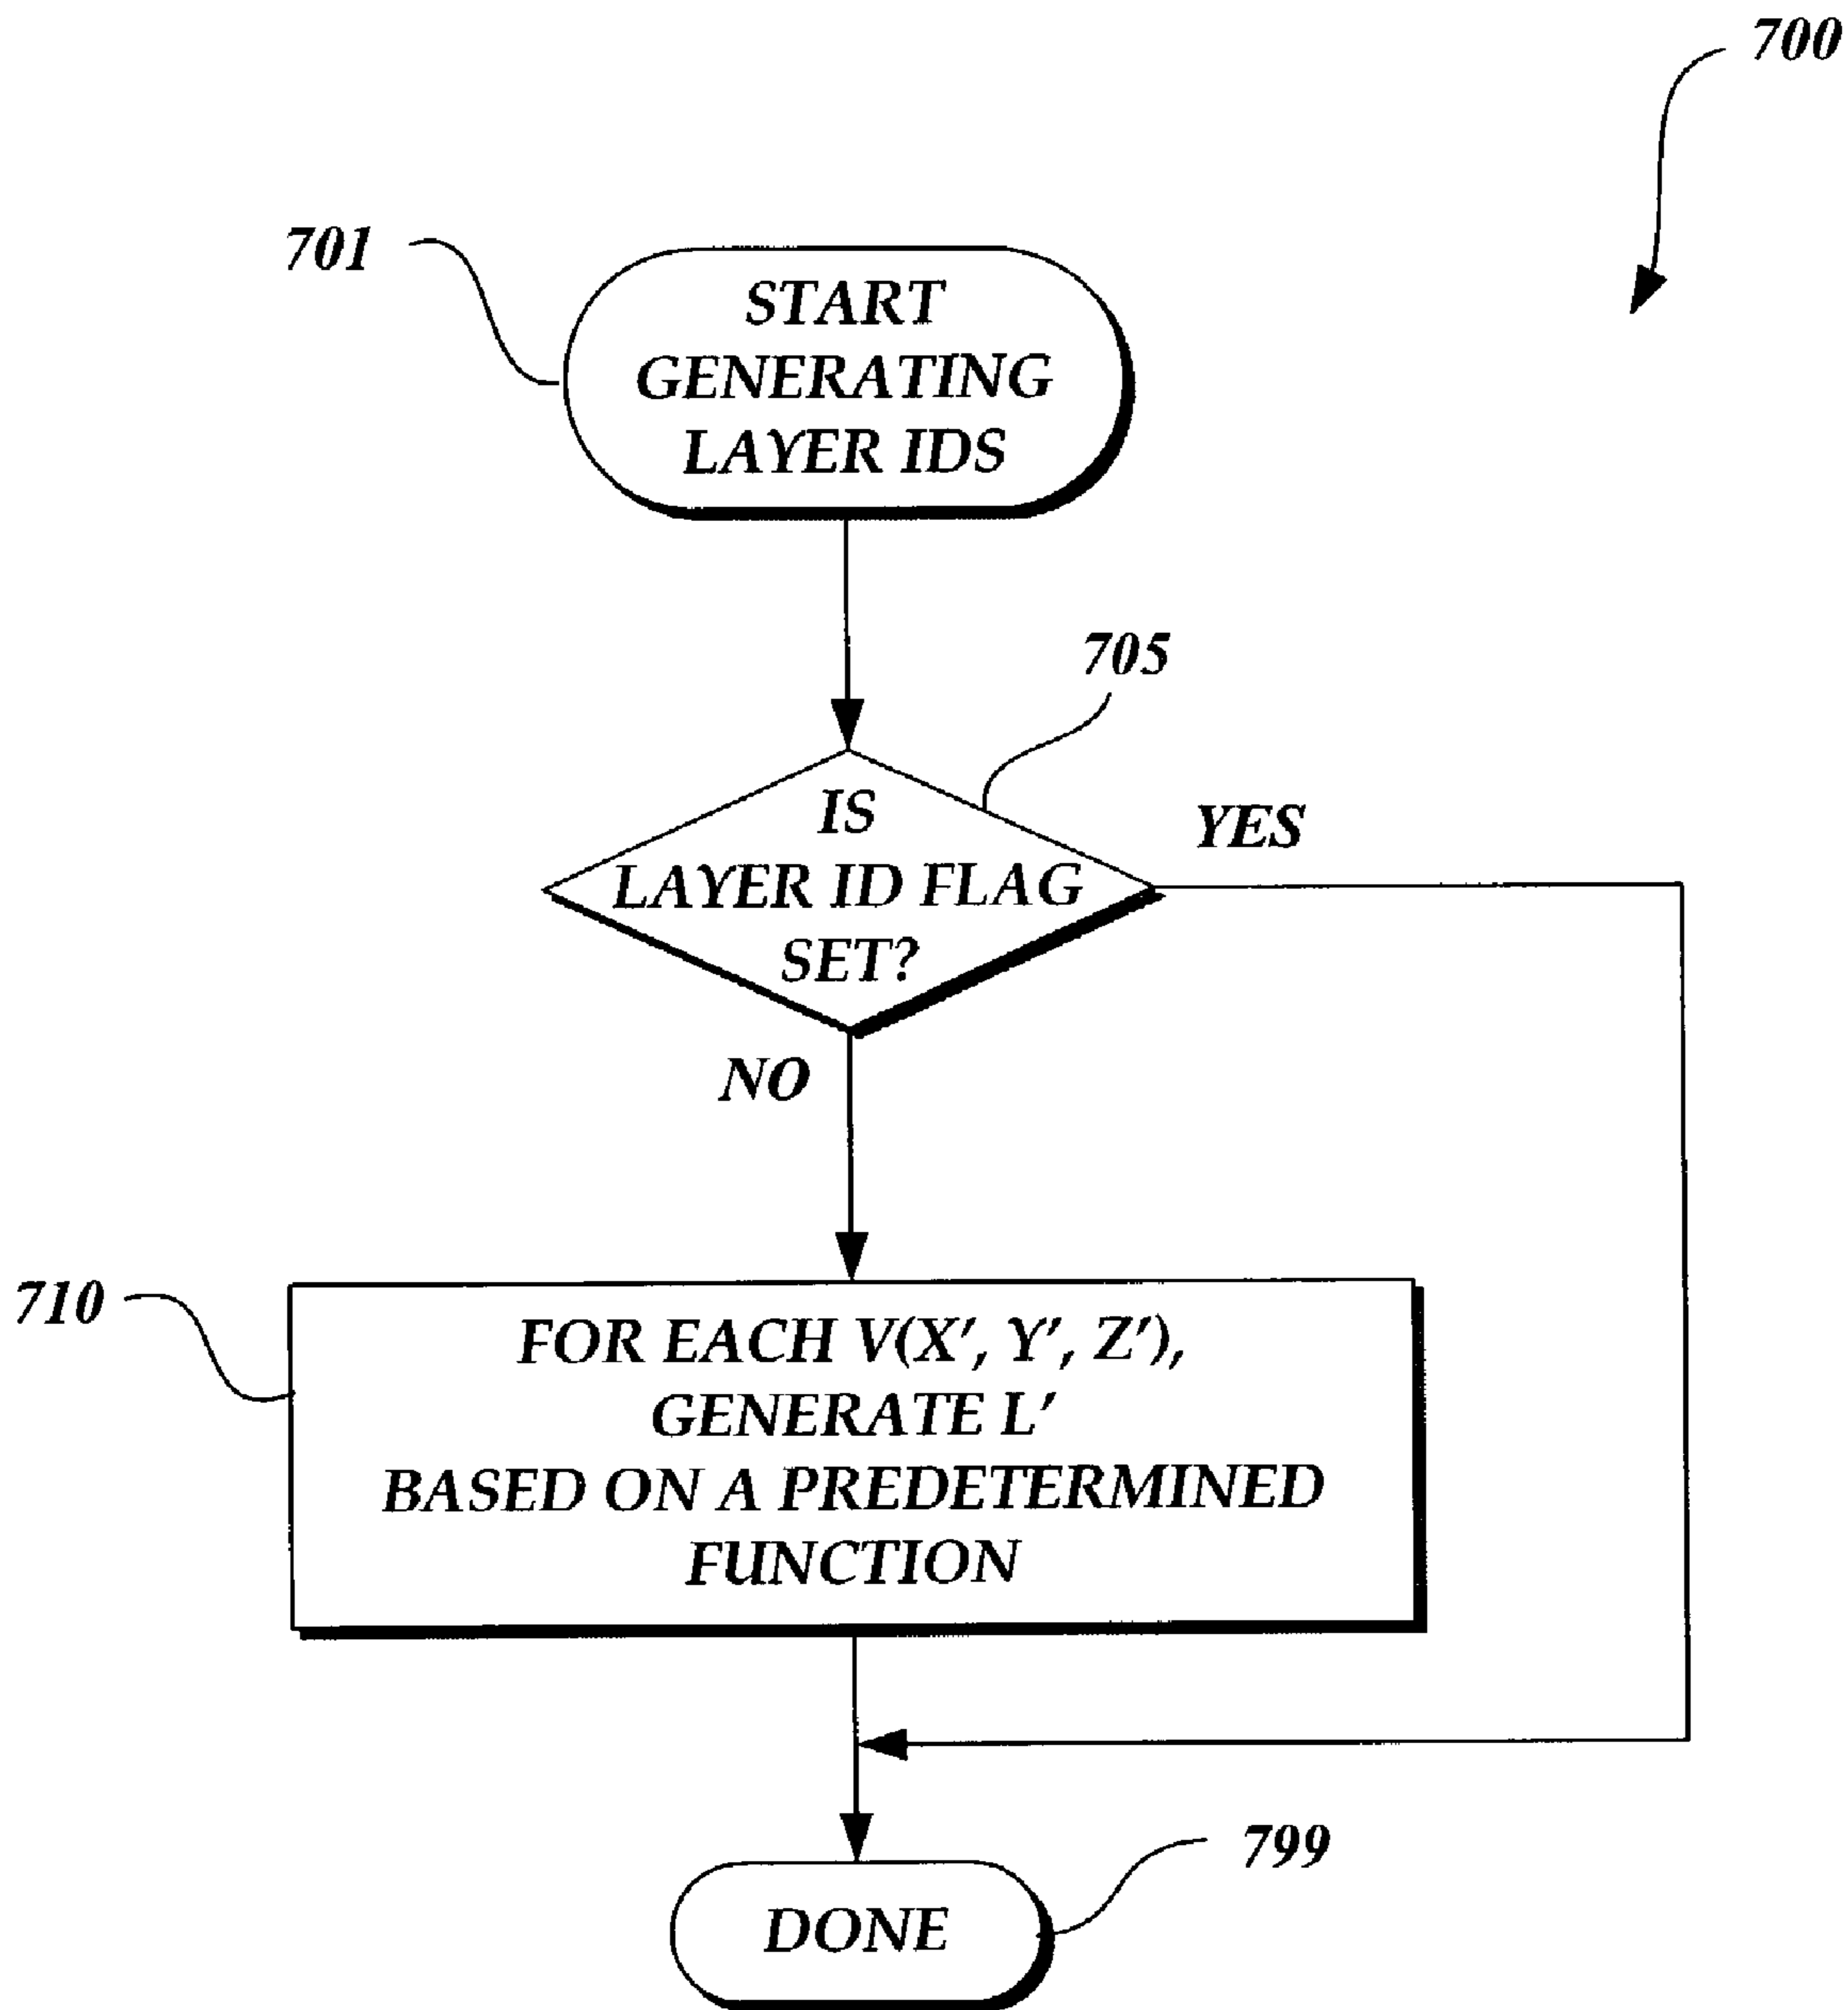 700
701
START
GENERATING
LAYER IDS
705
IS
LAYER ID FLAG
SET?
YES
NO
710
FOR EACH V(X', Y', Z'),
GENERATE L'
BASED ON A PREDETERMINED
FUNCTION
799
DONE